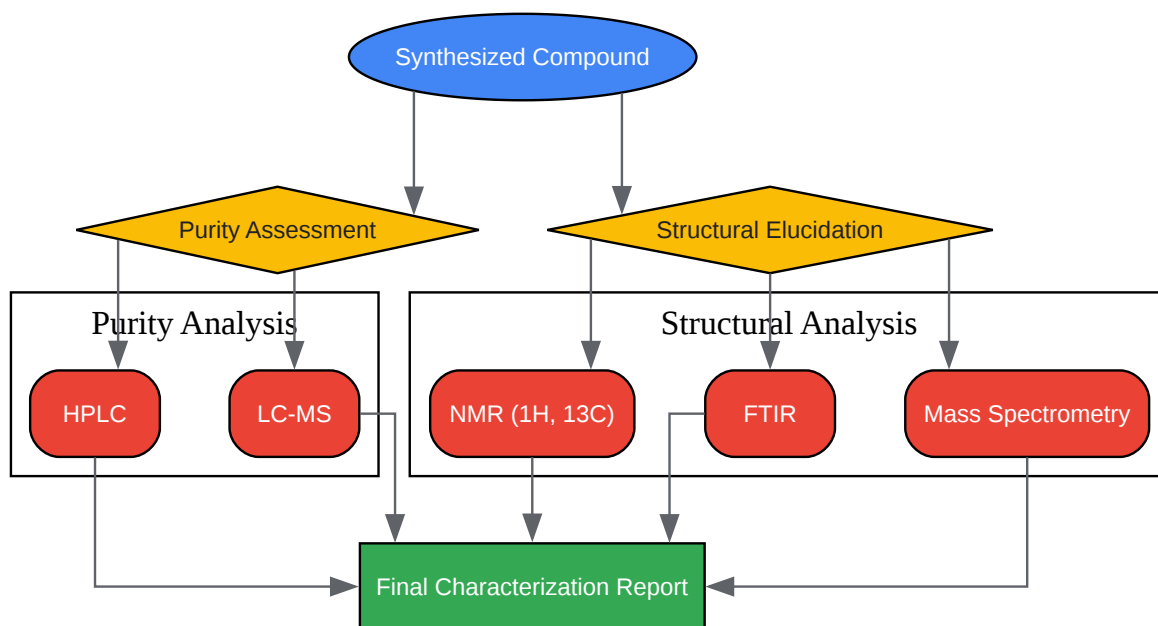 Synthesized Compound
Purity Assessment
Structural Elucidation
Purity Analysis
Structural Analysis
HPLC
LC-MS
NMR (1H, 13C)
FTIR
Mass Spectrometry
Final Characterization Report